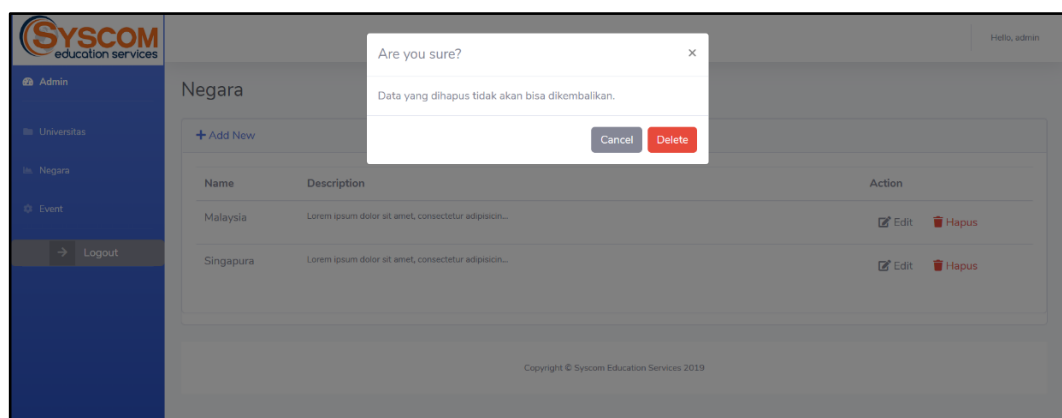 SYSCOM
education services
Hello, admin
Are you sure?
×
Data yang dihapus tidak akan bisa dikembalikan.
Cancel
Delete
Admin
Universitas
Negara
Event
Logout
Negara
+ Add New
Name Description Action
Malaysia Lorem ipsum dolor sit amet, consectetur adipisicin... Edit Hapus
Singapura Lorem ipsum dolor sit amet, consectetur adipisicin... Edit Hapus
Copyright © Syscom Education Services 2019